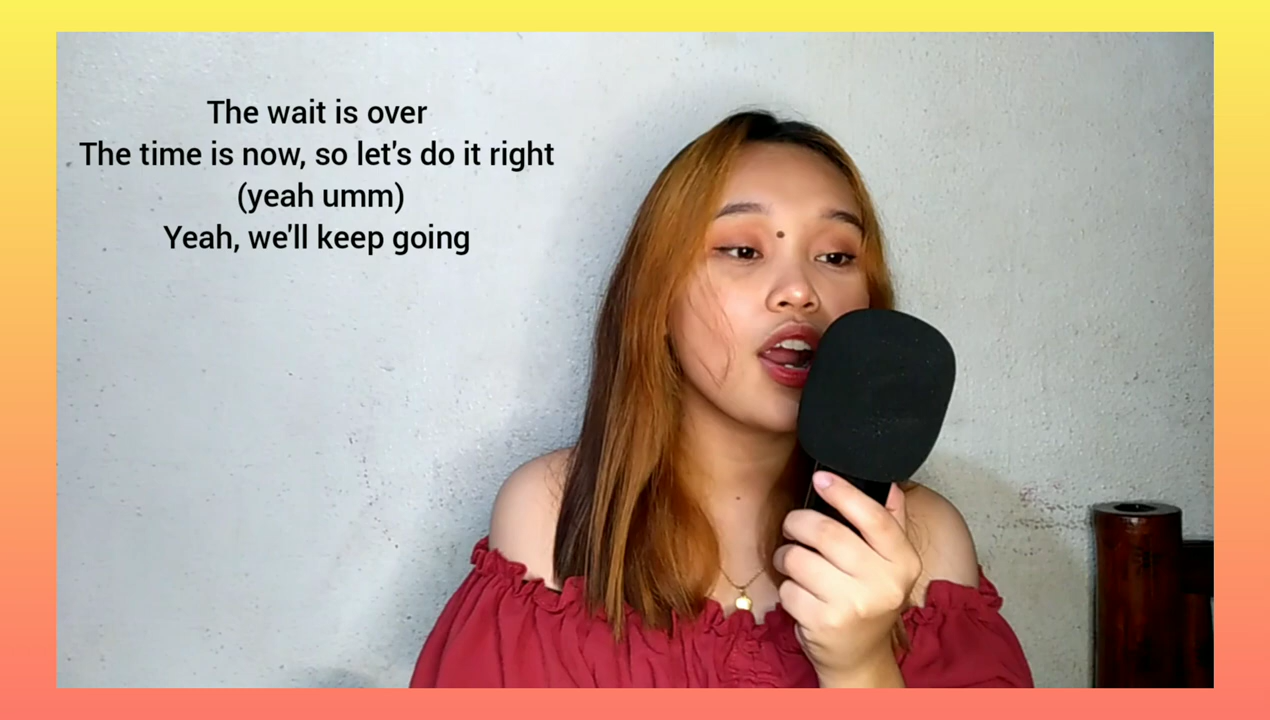 The wait is over
The time is now, so let's do it right
(yeah umm)
Yeah, we'll keep going